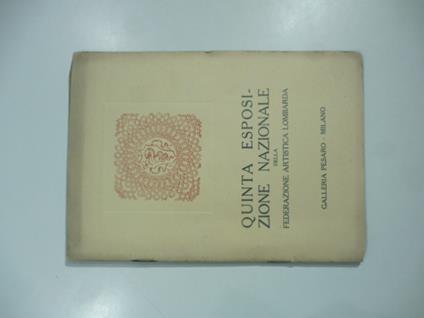 QUINTA ESPOSI-
ZIONE NAZIONALE
DELLA
FEDERAZIONE ARTISTICA LOMBARDA
GALLERIA PESARO - MILANO